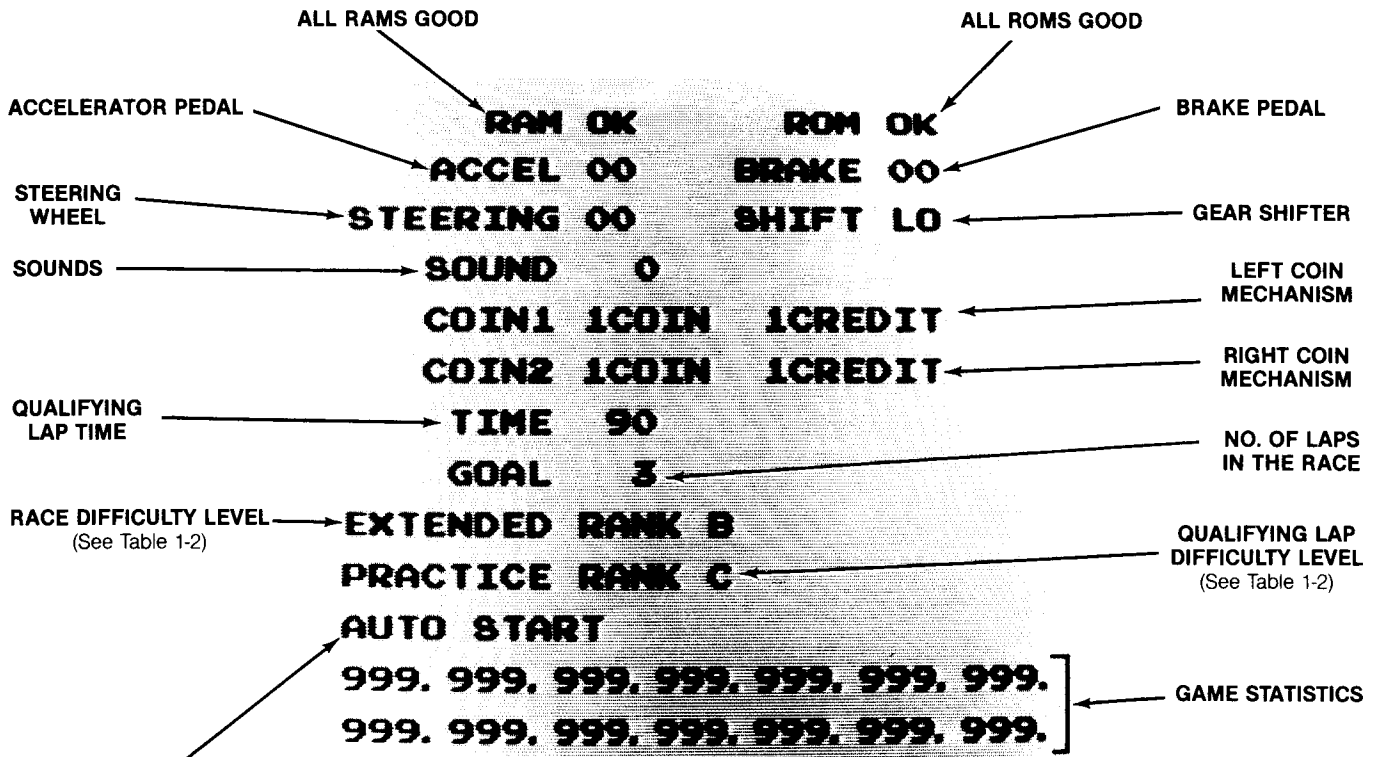 ALL RAMS GOOD
ALL ROMS GOOD
ACCELERATOR PEDAL
RAM OK ROM OK
BRAKE PEDAL
ACCEL 00 BRAKE 00
STEERING
WHEEL
STEERING 00 SHIFT LO
GEAR SHIFTER
SOUNDS
SOUND 0
LEFT COIN
MECHANISM
COIN1 1COIN 1CREDIT
COIN2 1COIN 1CREDIT
RIGHT COIN
MECHANISM
QUALIFYING
LAP TIME
TIME 90
GOAL 3
NO. OF LAPS
IN THE RACE
RACE DIFFICULTY LEVEL
(See Table 1-2)
EXTENDED RANK B
PRACTICE RANK C
QUALIFYING LAP
DIFFICULTY LEVEL
(See Table 1-2)
AUTO START
999. 999. 999. 999. 999. 999. 999.
999. 999. 999. 999. 999. 999. 999.
GAME STATISTICS